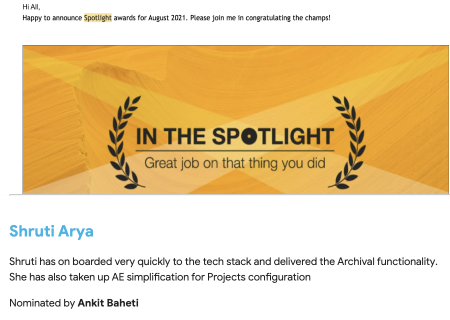 Hi All,
Happy to announce Spotlight awards for August 2021. Please join me in congratulating the champs!
IN THE SPOTLIGHT
Great job on that thing you did
Shruti Arya
Shruti has on boarded very quickly to the tech stack and delivered the Archival functionality.
She has also taken up AE simplification for Projects configuration
Nominated by Ankit Baheti